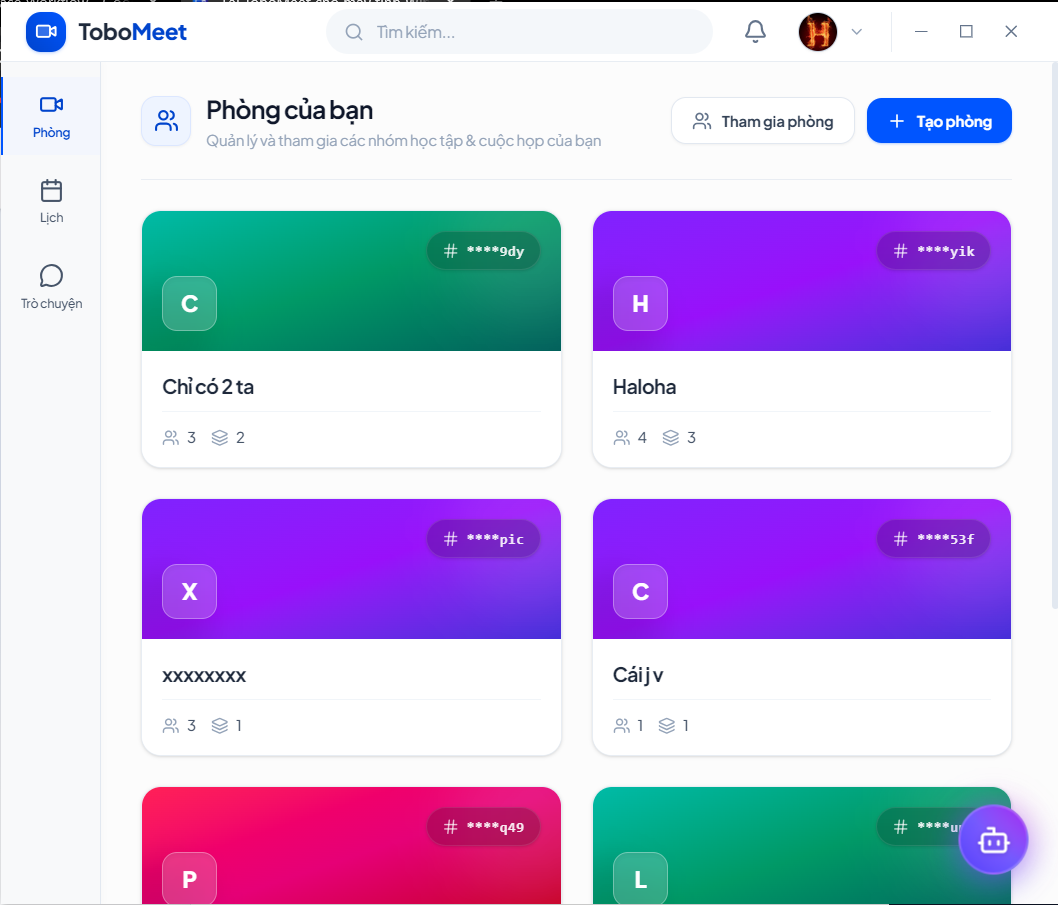 ToboMeet
Tìm kiếm...
Phòng
Lịch
Trò chuyện
Phòng của bạn
Quản lý và tham gia các nhóm học tập & cuộc họp của bạn
Tham gia phòng
Tạo phòng
# ****9dy
C
Chỉ có 2 ta
3 2
# ****yik
H
Haloha
4 3
# ****pic
X
xxxxxxxx
3 1
# ****53f
C
Cái j v
1 1
# ****q49
P
# ****u
L